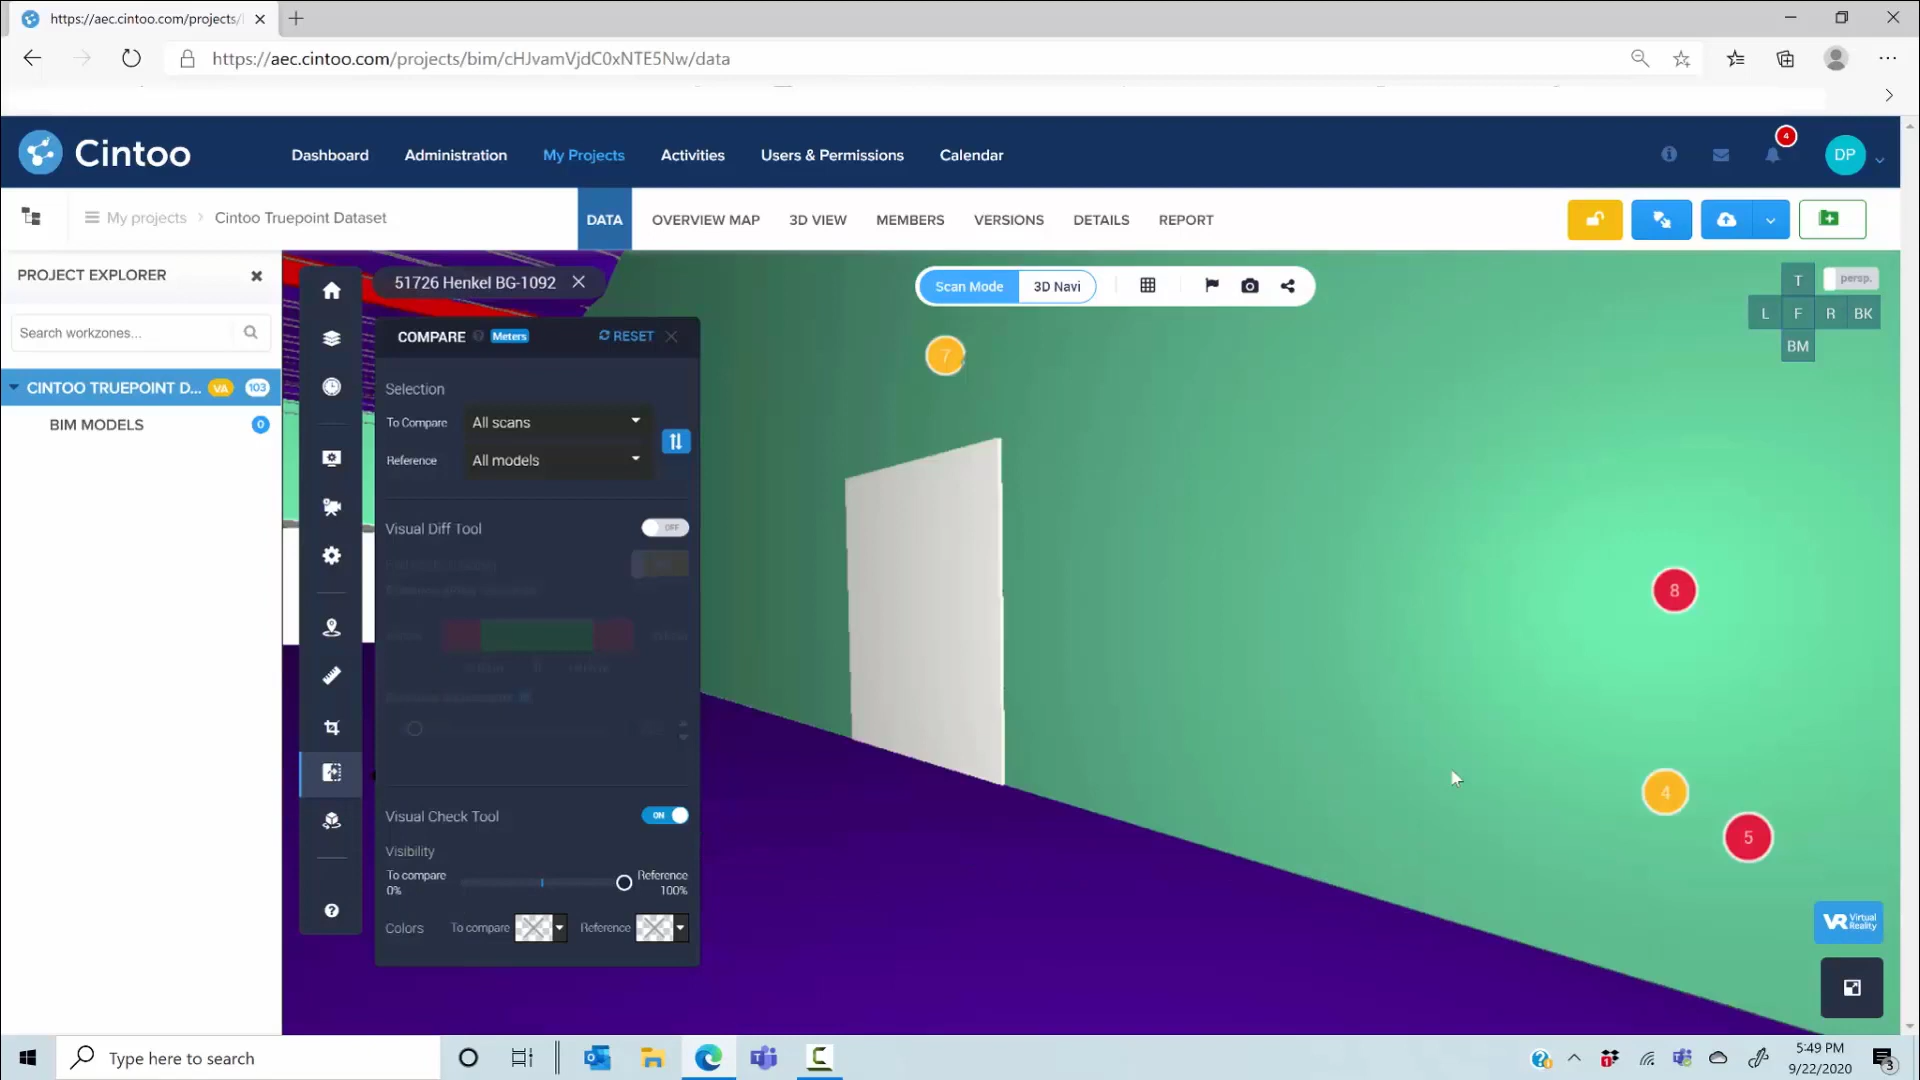 https://aec.cintoo.com/projects/
https://aec.cintoo.com/projects/bim/cHJvamVjdC0xNTE5Nw/data
Cintoo
Dashboard
Administration
My Projects
Activities
Users & Permissions
Calendar
4
DP
My projects > Cintoo Truepoint Dataset
DATA
OVERVIEW MAP
3D VIEW
MEMBERS
VERSIONS
DETAILS
REPORT
PROJECT EXPLORER
Search workzones...
CINTOO TRUEPOINT D... VA 103
BIM MODELS 0
51726 Henkel BG-1092
Scan Mode
3D Navi
T
persp.
L F R BK
BM
COMPARE Meters RESET
Selection
To Compare All scans
Reference All models
Visual Diff Tool OFF
Visual Check Tool ON
Visibility
To compare
0%
Reference
100%
Colors To compare Reference
7
8
4
5
VR Virtual Reality
Type here to search
5:49 PM
9/22/2020
3